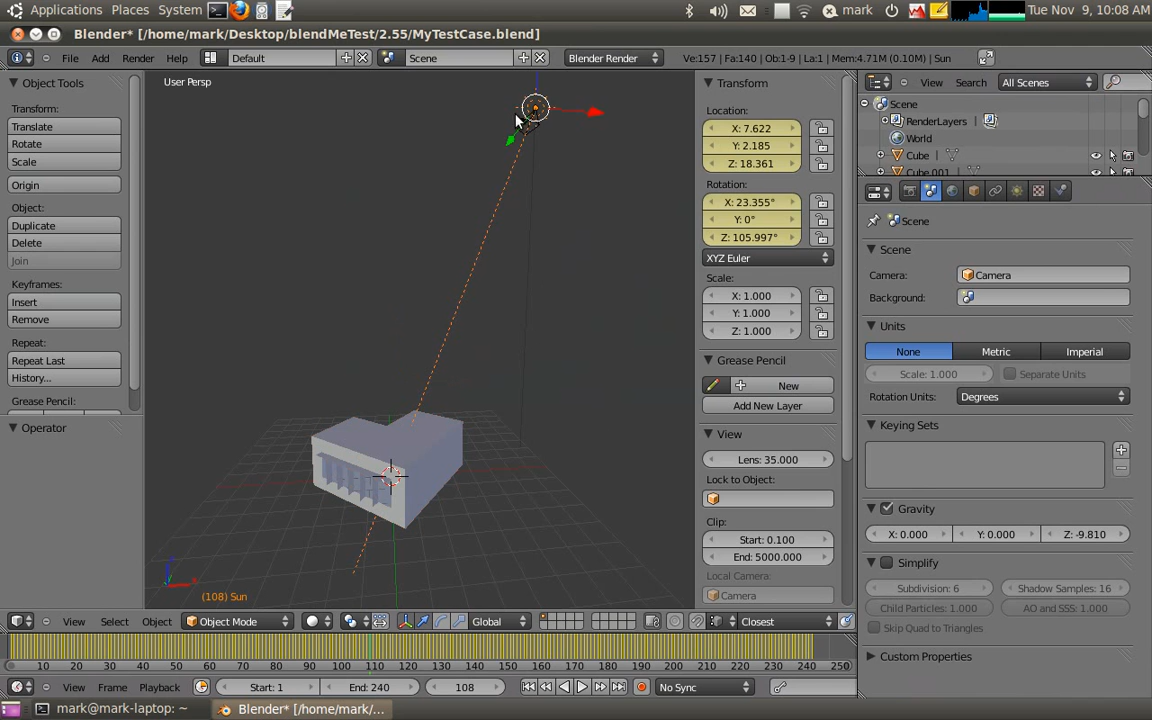 Applications Places System mark Tue Nov 9, 10:08 AM
Blender* [/home/mark/Desktop/blendMeTest/2.55/MyTestCase.blend]
File Add Render Help Default Scene Blender Render Ve:157 | Fa:140 | Ob:1-9 | La:1 | Mem:4.71M (0.10M) | Sun
Object Tools
Transform:
Translate
Rotate
Scale
Origin
Object:
Duplicate
Delete
Join
Keyframes:
Insert
Remove
Repeat:
Repeat Last
History...
Grease Pencil:
Operator
User Persp
(108) Sun
Transform
Location:
X: 7.622
Y: 2.185
Z: 18.361
Rotation:
X: 23.355°
Y: 0°
Z: 105.997°
XYZ Euler
Scale:
X: 1.000
Y: 1.000
Z: 1.000
Grease Pencil
New
Add New Layer
View
Lens: 35.000
Lock to Object:
Clip:
Start: 0.100
End: 5000.000
Local Camera:
Camera
View Search All Scenes
Scene
RenderLayers
World
Cube
Cube.001
Scene
Scene
Camera: Camera
Background:
Units
None Metric Imperial
Scale: 1.000 Separate Units
Rotation Units: Degrees
Keying Sets
Gravity
X: 0.000 Y: 0.000 Z: -9.810
Simplify
Subdivision: 6 Shadow Samples: 16
Child Particles: 1.000 AO and SSS: 1.000
Skip Quad to Triangles
Custom Properties
View Select Object Object Mode Global Closest
10 20 30 40 50 60 70 80 90 100 110 120 130 140 150 160 170 180 190 200 210 220 230 240 250
View Frame Playback Start: 1 End: 240 108 No Sync
mark@mark-laptop: ~ Blender* [/home/mark/...